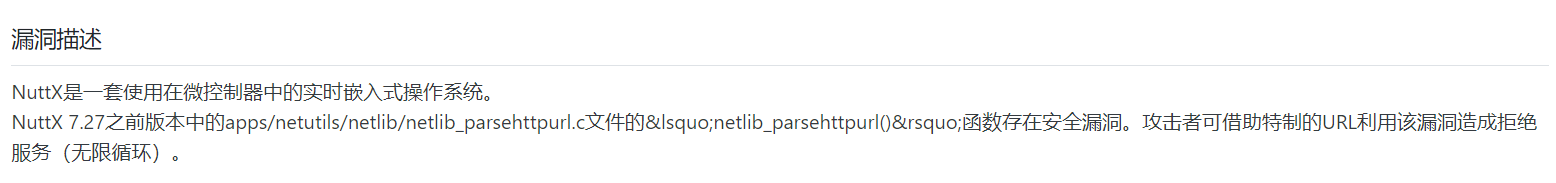 漏洞描述
NuttX是一套使用在微控制器中的实时嵌入式操作系统。
NuttX 7.27之前版本中的apps/netutils/netlib/netlib_parsehttpurl.c文件的&lsquo;netlib_parsehttpurl()&rsquo;函数存在安全漏洞。攻击者可借助特制的URL利用该漏洞造成拒绝
服务（无限循环）。